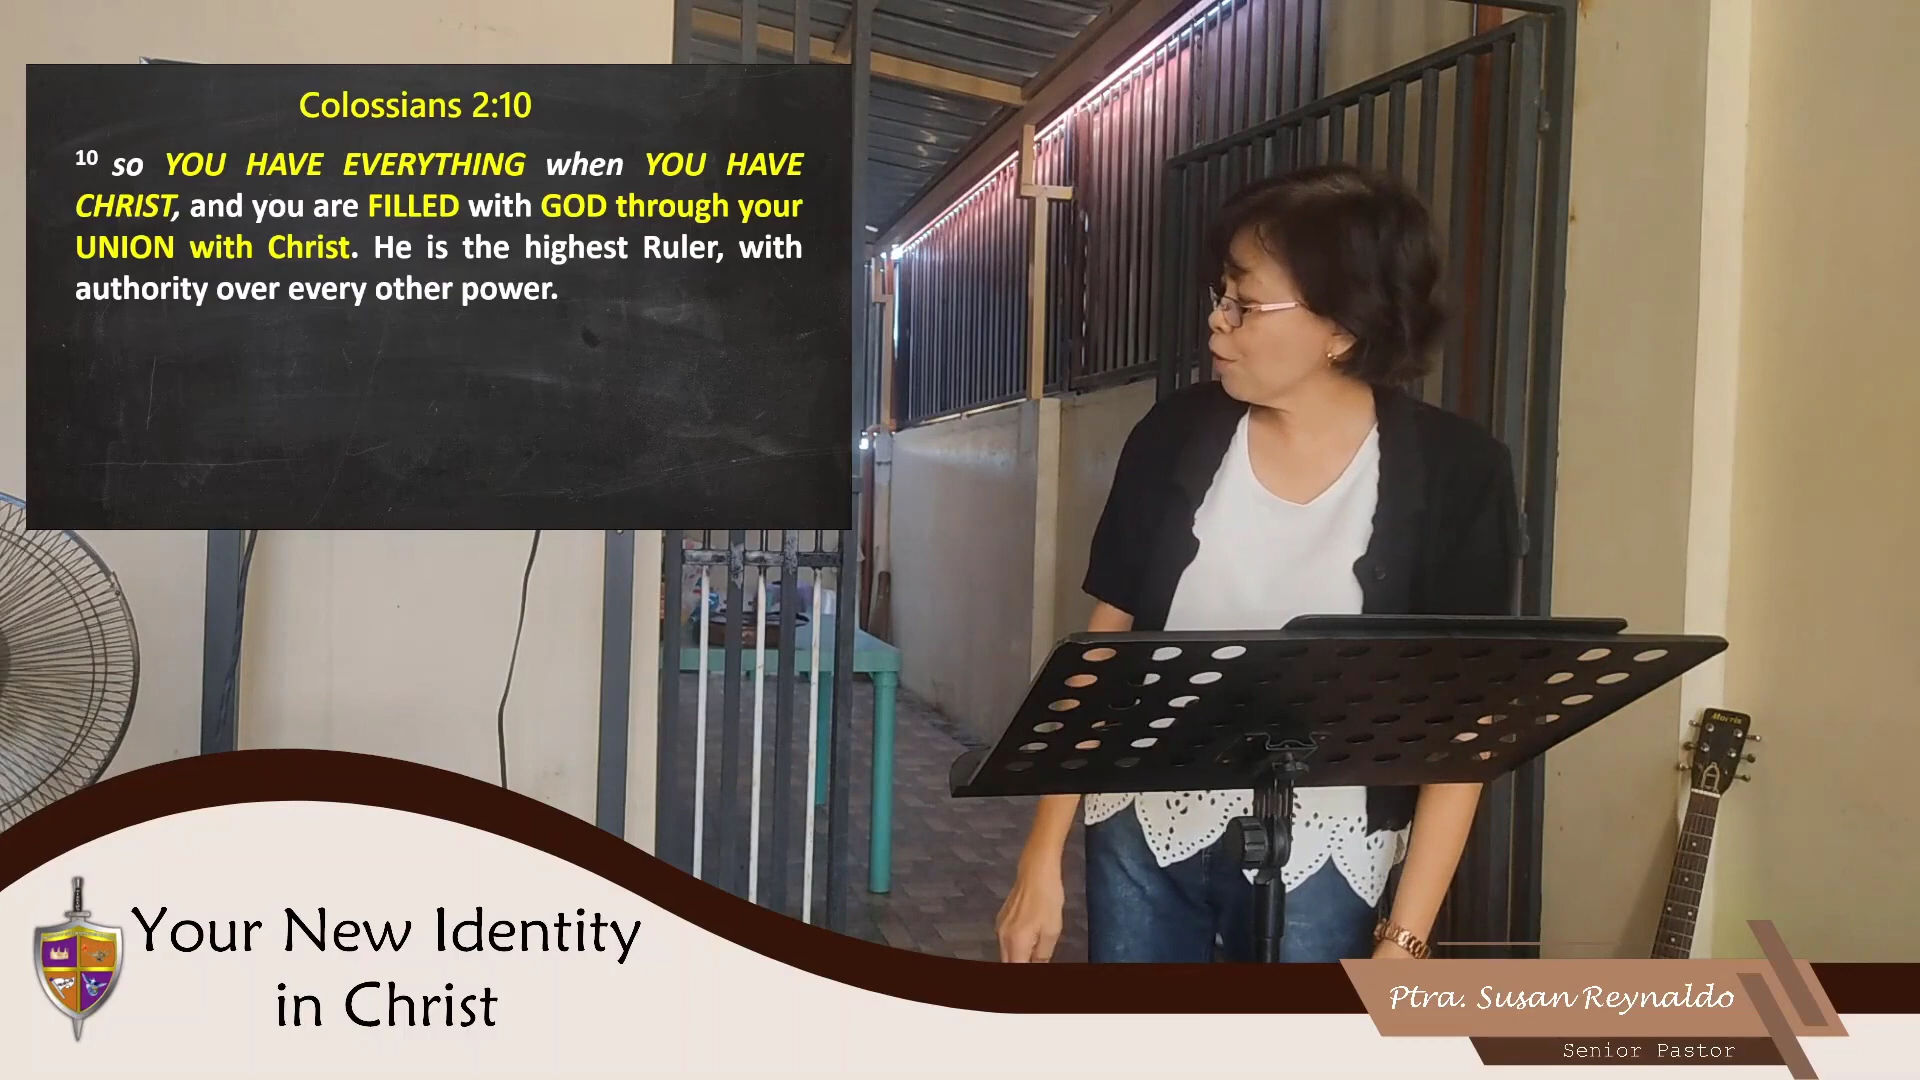 Colossians 2:10
10 so YOU HAVE EVERYTHING when YOU HAVE
CHRIST, and you are FILLED with GOD through your
UNION with Christ. He is the highest Ruler, with
authority over every other power.
Morris
Your New Identity
in Christ
Ptra. Susan Reynaldo
Senior Pastor